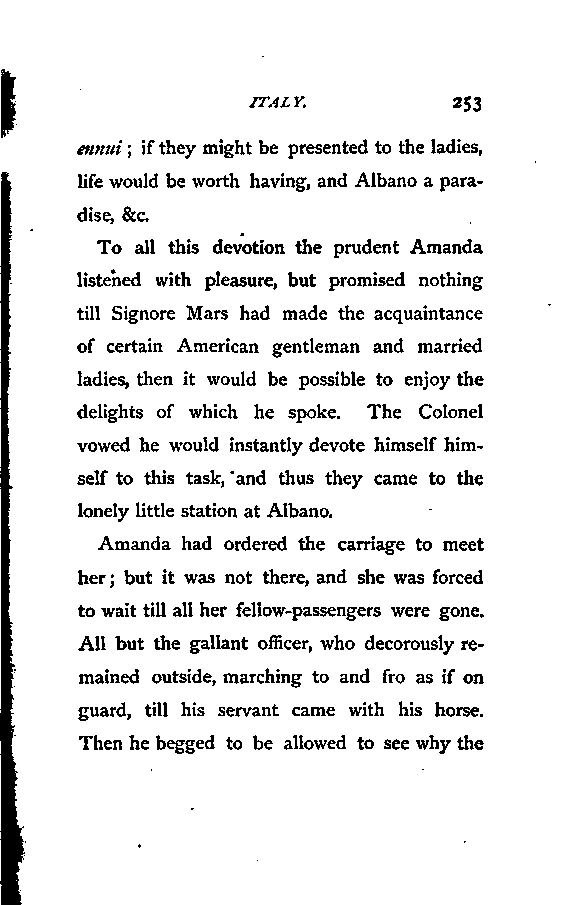 ITALY. 253
ennui ; if they might be presented to the ladies,
life would be worth having, and Albano a para-
dise, &c.
To all this devotion the prudent Amanda
listened with pleasure, but promised nothing
till Signore Mars had made the acquaintance
of certain American gentleman and married
ladies, then it would be possible to enjoy the
delights of which he spoke. The Colonel
vowed he would instantly devote himself him-
self to this task, and thus they came to the
lonely little station at Albano.
Amanda had ordered the carriage to meet
her ; but it was not there, and she was forced
to wait till all her fellow-passengers were gone.
All but the gallant officer, who decorously re-
mained outside, marching to and fro as if on
guard, till his servant came with his horse.
Then he begged to be allowed to see why the